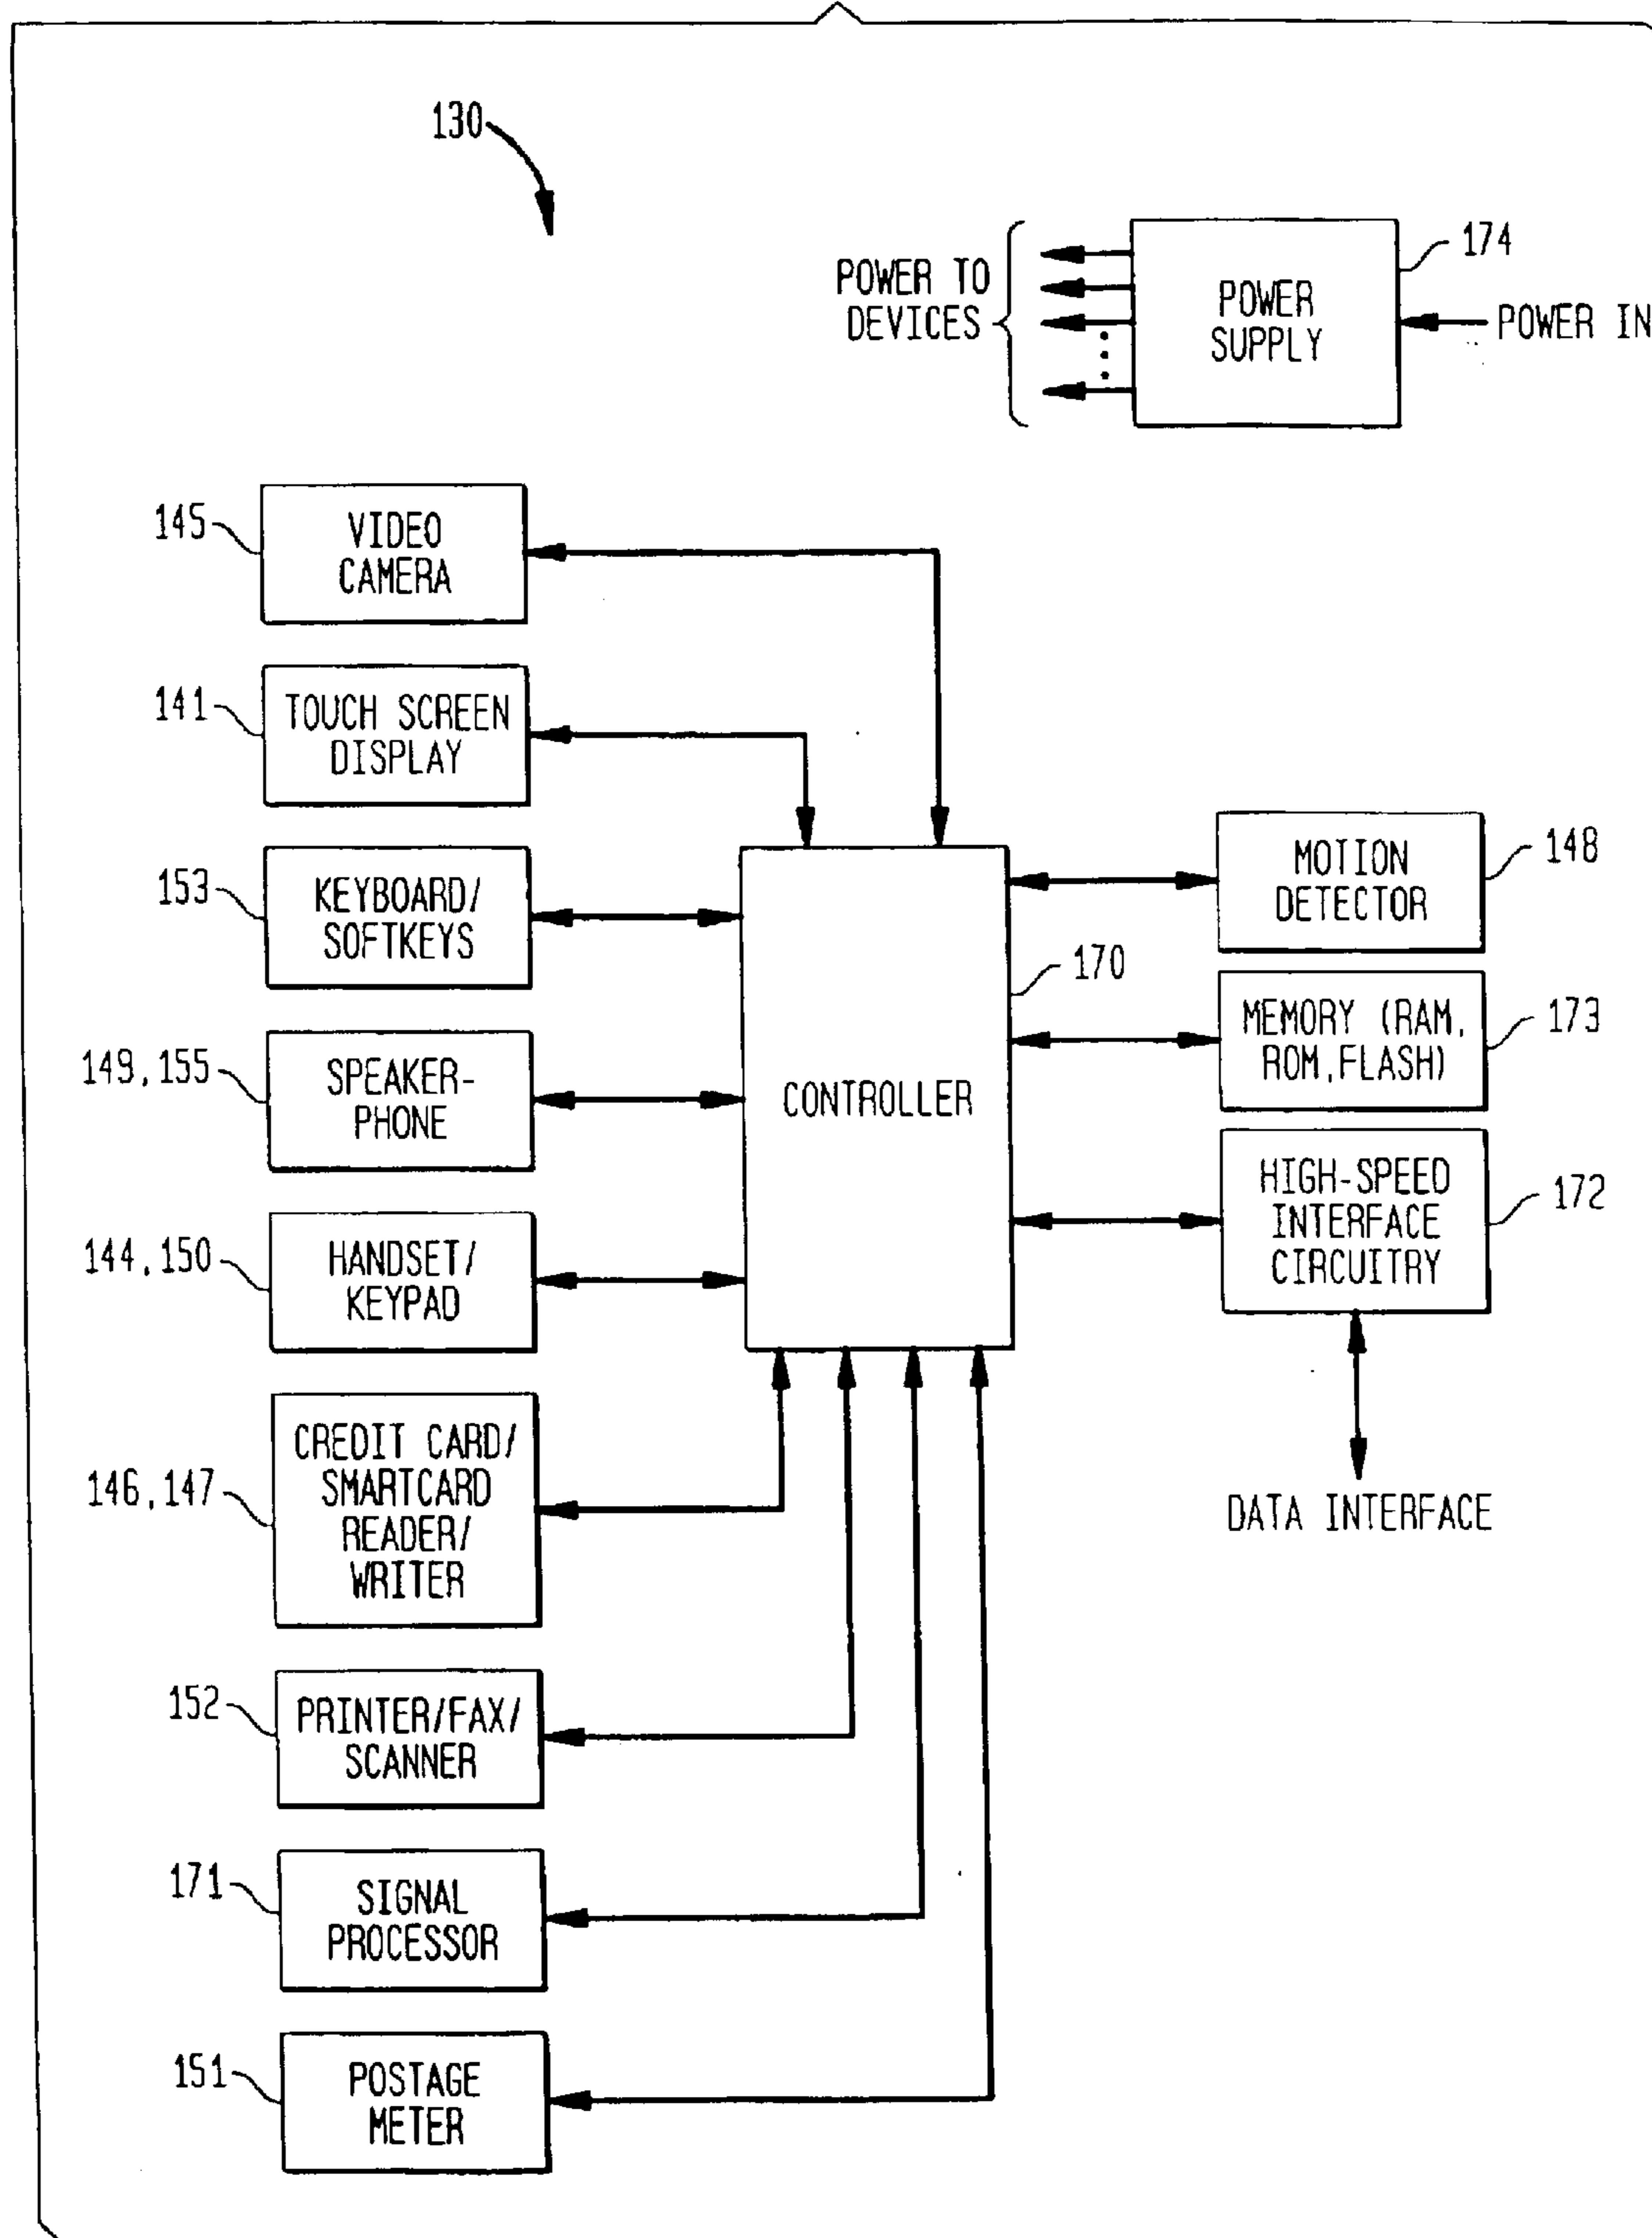 130
174
POWER TO
DEVICES
POWER
SUPPLY
POWER IN
145
VIDEO
CAMERA
141
TOUCH SCREEN
DISPLAY
153
KEYBOARD/
SOFTKEYS
149,155
SPEAKER-
PHONE
144,150
HANDSET/
KEYPAD
146,147
CREDIT CARD/
SMARTCARD
READER/
WRITER
152
PRINTER/FAX/
SCANNER
171
SIGNAL
PROCESSOR
151
POSTAGE
METER
CONTROLLER
170
MOTION
DETECTOR
148
MEMORY (RAM,
ROM,FLASH)
173
HIGH-SPEED
INTERFACE
CIRCUITRY
172
DATA INTERFACE